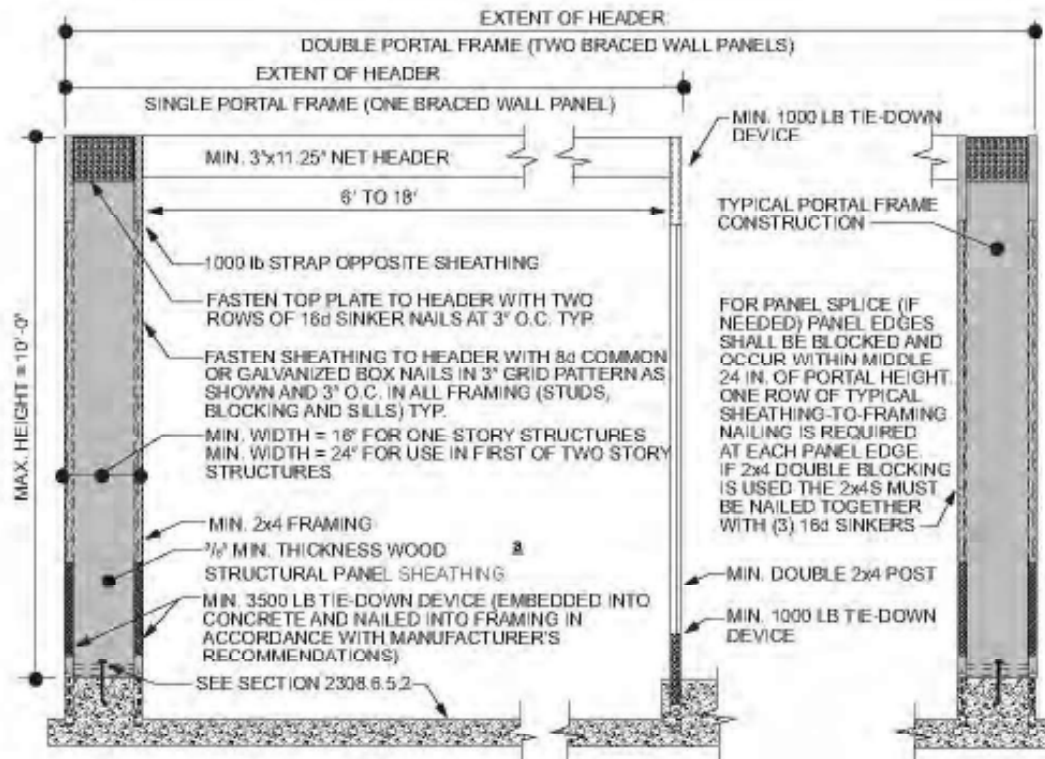 EXTENT OF HEADER
DOUBLE PORTAL FRAME (TWO BRACED WALL PANELS)
EXTENT OF HEADER
SINGLE PORTAL FRAME (ONE BRACED WALL PANEL)
MIN. 1000 LB TIE-DOWN
DEVICE
MIN. 3"x11.25" NET HEADER
6' TO 18'
TYPICAL PORTAL FRAME
CONSTRUCTION
1000 lb STRAP OPPOSITE SHEATHING
FASTEN TOP PLATE TO HEADER WITH TWO
ROWS OF 16d SINKER NAILS AT 3" O.C. TYP.
FASTEN SHEATHING TO HEADER WITH 8d COMMON
OR GALVANIZED BOX NAILS IN 3" GRID PATTERN AS
SHOWN AND 3" O.C. IN ALL FRAMING (STUDS,
BLOCKING AND SILLS) TYP.
MIN. WIDTH = 16" FOR ONE STORY STRUCTURES
MIN. WIDTH = 24" FOR USE IN FIRST OF TWO STORY
STRUCTURES
MAX. HEIGHT = 10'-0"
FOR PANEL SPLICE (IF
NEEDED) PANEL EDGES
SHALL BE BLOCKED AND
OCCUR WITHIN MIDDLE
24 IN. OF PORTAL HEIGHT.
ONE ROW OF TYPICAL
SHEATHING-TO-FRAMING
NAILING IS REQUIRED
AT EACH PANEL EDGE.
IF 2x4 DOUBLE BLOCKING
IS USED THE 2x4S MUST
BE NAILED TOGETHER
WITH (3) 16d SINKERS
MIN. 2x4 FRAMING
MIN. THICKNESS WOOD
a
STRUCTURAL PANEL SHEATHING
MIN. 3500 LB TIE-DOWN DEVICE (EMBEDDED INTO
CONCRETE AND NAILED INTO FRAMING IN
ACCORDANCE WITH MANUFACTURER'S
RECOMMENDATIONS)
SEE SECTION 2308.6.5.2
MIN. DOUBLE 2x4 POST
MIN. 1000 LB TIE-DOWN
DEVICE